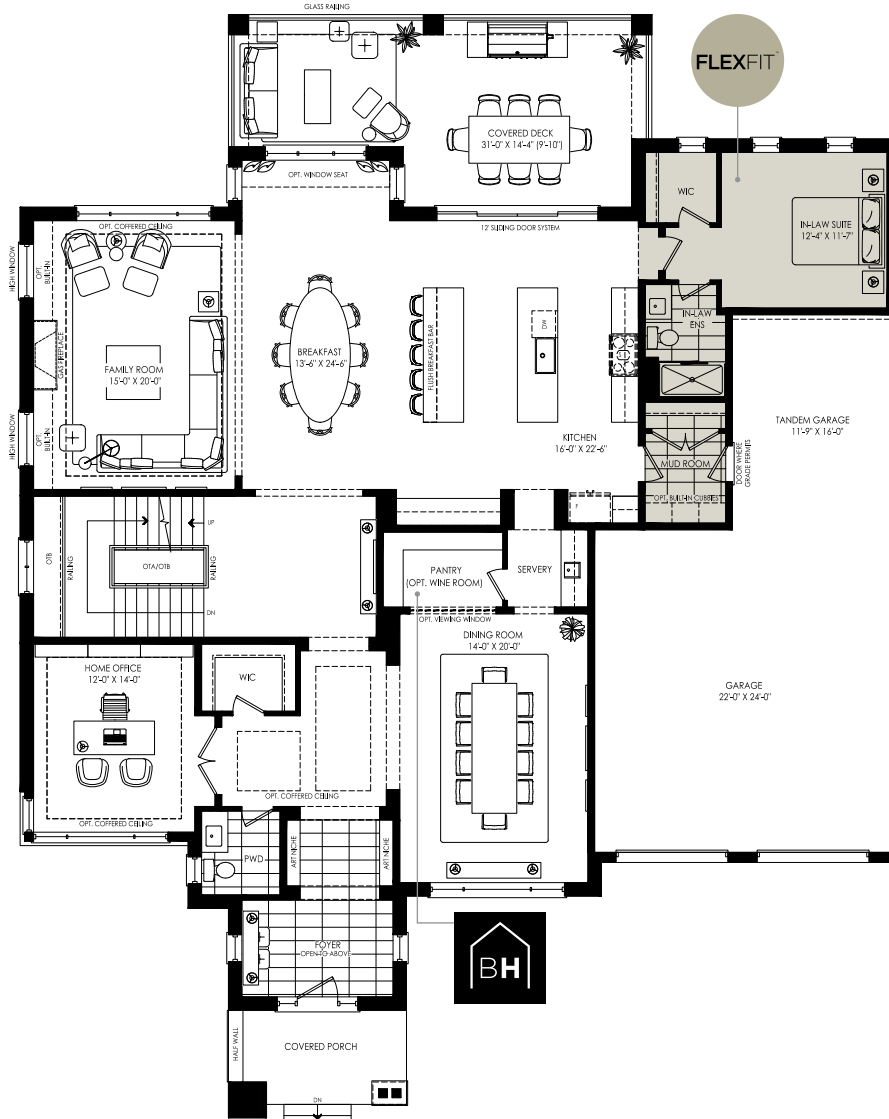 GLASS RAILING
FLEXFIT™
COVERED DECK
31'-0" X 14'-4" (9'-10")
OPT. WINDOW SEAT
WIC
IN-LAW SUITE
12'-4" X 11'-7"
OPT. COFFERED CEILING
12' SLIDING DOOR SYSTEM
HIGH WINDOW
OPT.
BUILT-IN
IN-LAW
ENS
DW
FLUSH BREAKFAST BAR
BREAKFAST
13'-6" X 24'-6"
GAS FIREPLACE
FAMILY ROOM
15'-0" X 20'-0"
TANDEM GARAGE
11'-9" X 16'-0"
HIGH WINDOW
OPT.
BUILT-IN
KITCHEN
16'-0" X 22'-6"
MUD ROOM
DOOR WHERE
GRADE PERMITS
OPT. BUILT-IN CUBBIES
F
UP
OTB
RAILING
OTA/OTB
RAILING
DN
PANTRY
(OPT. WINE ROOM)
SERVERY
OPT. VIEWING WINDOW
DINING ROOM
14'-0" X 20'-0"
HOME OFFICE
12'-0" X 14'-0"
WIC
GARAGE
22'-0" X 24'-0"
OPT. COFFERED CEILING
OPT. COFFERED CEILING
PWD
ART NICHE
ART NICHE
FOYER
OPEN TO ABOVE
BH
HALF WALL
COVERED PORCH
DN